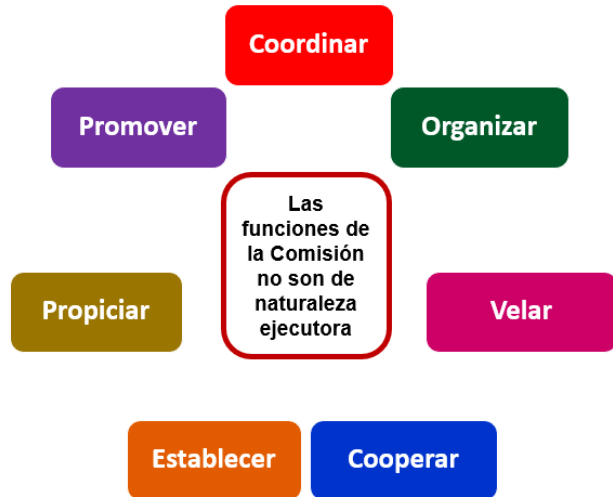 Coordinar
Promover
Organizar
Las
funciones de
la Comisión
no son de
naturaleza
ejecutora
Propiciar
Velar
Establecer
Cooperar